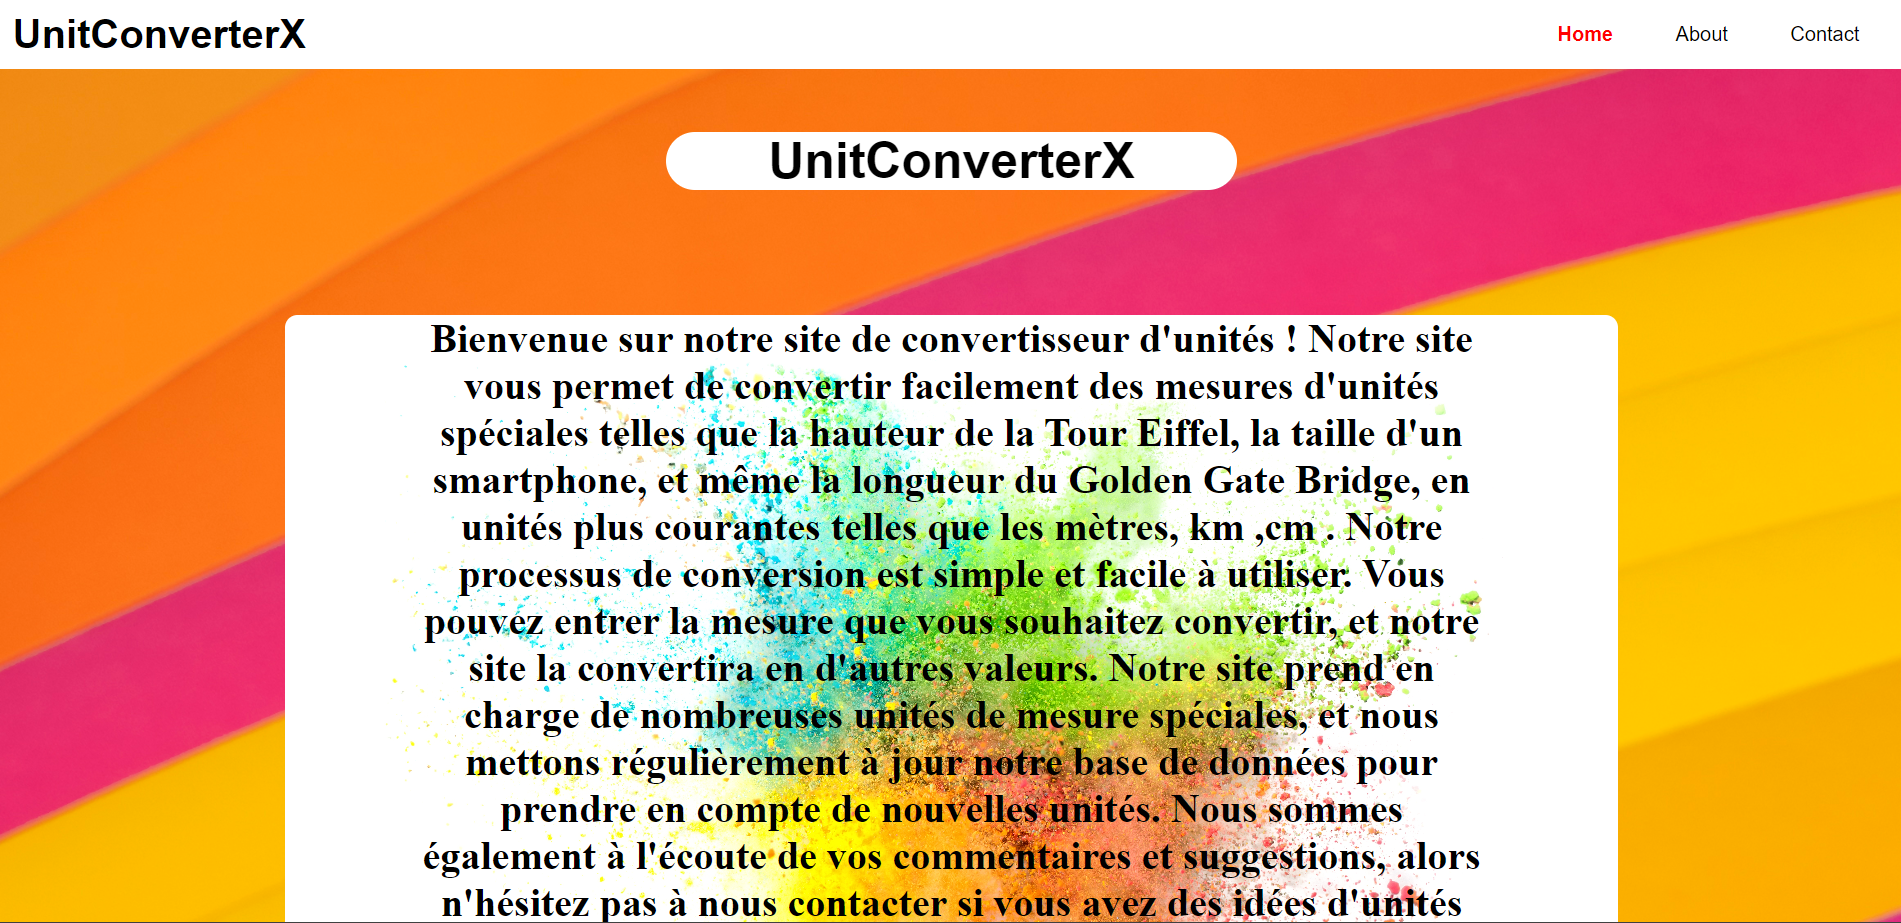 UnitConverterX
Home About Contact
UnitConverterX
Bienvenue sur notre site de convertisseur d'unités ! Notre site
vous permet de convertir facilement des mesures d'unités
spéciales telles que la hauteur de la Tour Eiffel, la taille d'un
smartphone, et même la longueur du Golden Gate Bridge, en
unités plus courantes telles que les mètres, km ,cm . Notre
processus de conversion est simple et facile à utiliser. Vous
pouvez entrer la mesure que vous souhaitez convertir, et notre
site la convertira en d'autres valeurs. Notre site prend en
charge de nombreuses unités de mesure spéciales, et nous
mettons régulièrement à jour notre base de données pour
prendre en compte de nouvelles unités. Nous sommes
également à l'écoute de vos commentaires et suggestions, alors
n'hésitez pas à nous contacter si vous avez des idées d'unités